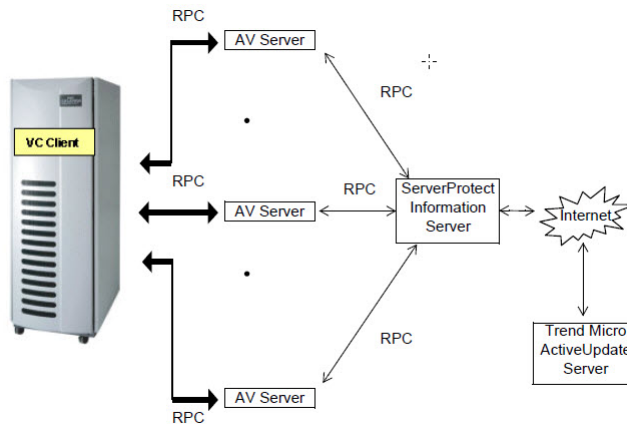 RPC
AV Server
RPC
VC Client
RPC
RPC
AV Server
ServerProtect
Information
Server
Internet
RPC
Trend Micro
ActiveUpdate
Server
AV Server
RPC